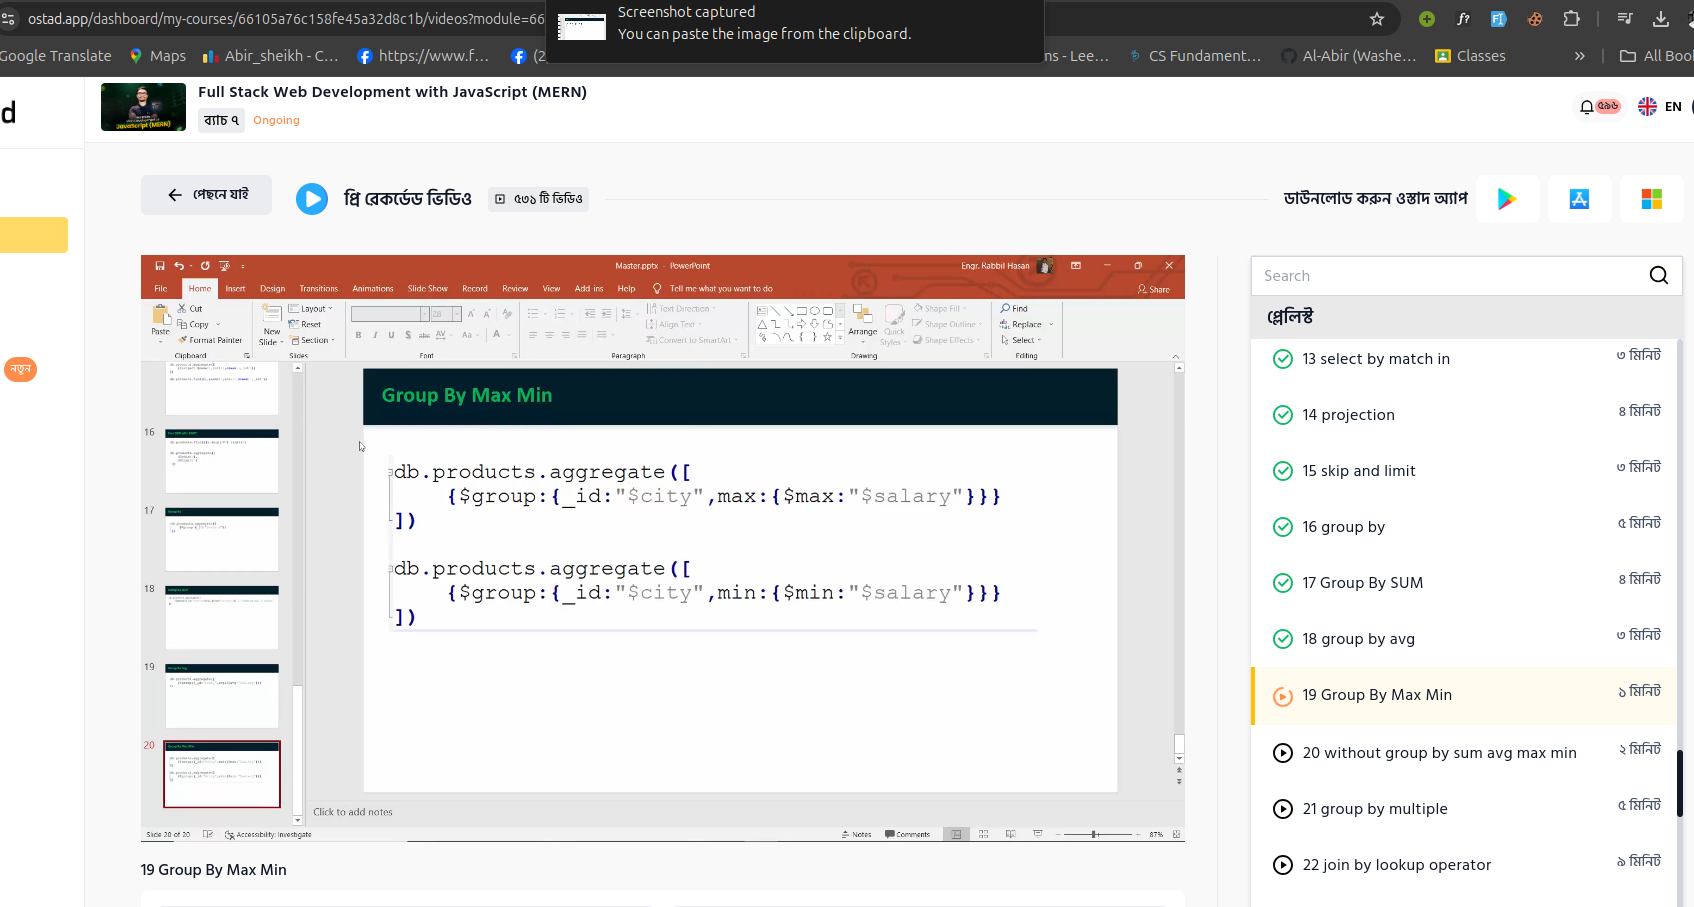 ostad.app/dashboard/my-courses/66105a76c158fe45a32d8c1b/videos?module=66
Screenshot captured
You can paste the image from the clipboard.
Google Translate
Maps
Abir_sheikh - C...
https://www.f...
(2
ns - Lee...
CS Fundament...
Al-Abir (Washe...
Classes
»
All Boo
d
Full Stack Web Development with JavaScript (MERN)
ব্যাচ ৭
Ongoing
৫৯৬
EN
পেছনে যাই
প্রি রেকর্ডেড ভিডিও
৫৩১ টি ভিডিও
ডাউনলোড করুন ওস্তাদ অ্যাপ
নতুন
Master.pptx - PowerPoint
Engr. Rabbil Hasan
File
Home
Insert
Design
Transitions
Animations
Slide Show
Record
Review
View
Add-ins
Help
Tell me what you want to do
Share
Paste
Cut
Copy
Format Painter
Clipboard
New Slide
Layout
Reset
Section
Slides
28
Font
Text Direction
Align Text
Convert to SmartArt
Paragraph
Arrange
Quick Styles
Shape Fill
Shape Outline
Shape Effects
Drawing
Find
Replace
Select
Editing
16
17
18
19
20
Group By Max Min
db.products.aggregate([
{$group:{_id:"$city",max:{$max:"$salary"}}}
])
db.products.aggregate([
{$group:{_id:"$city",min:{$min:"$salary"}}}
])
Click to add notes
Slide 20 of 20
Accessibility: Investigate
Notes
Comments
87%
19 Group By Max Min
Search
প্লেলিস্ট
13 select by match in
৩ মিনিট
14 projection
৪ মিনিট
15 skip and limit
৩ মিনিট
16 group by
৫ মিনিট
17 Group By SUM
৪ মিনিট
18 group by avg
৩ মিনিট
19 Group By Max Min
১ মিনিট
20 without group by sum avg max min
২ মিনিট
21 group by multiple
৫ মিনিট
22 join by lookup operator
৯ মিনিট